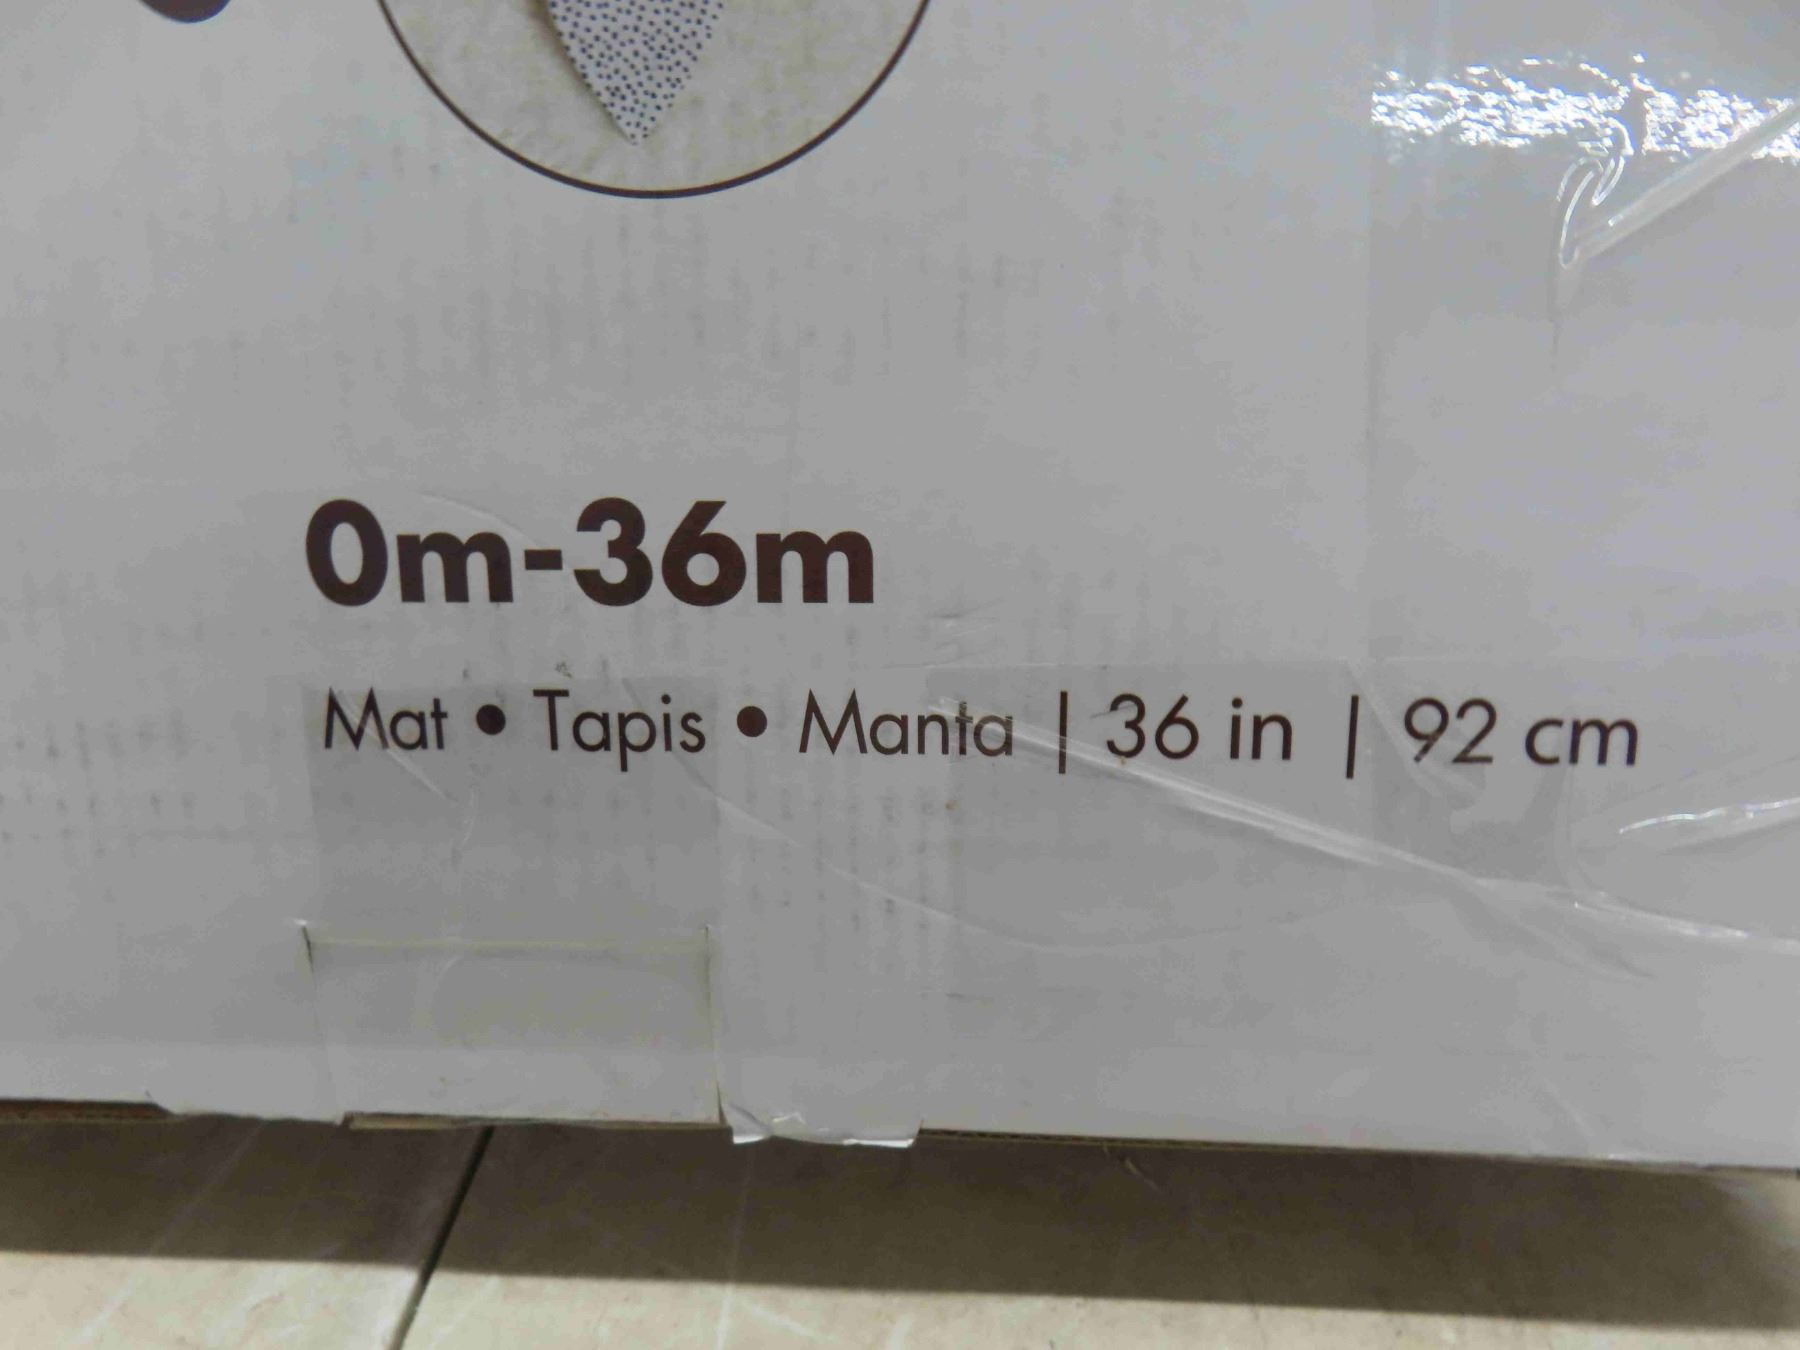 0m-36m
Mat • Tapis • Manta | 36 in | 92 cm